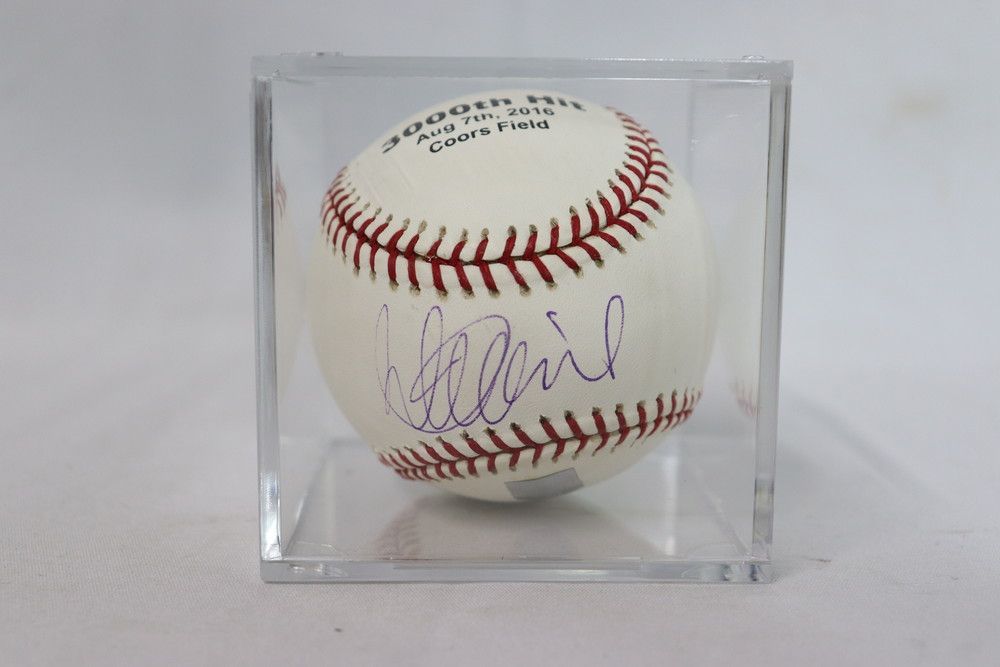 3000th Hit
Aug 7th, 2016
Coors Field